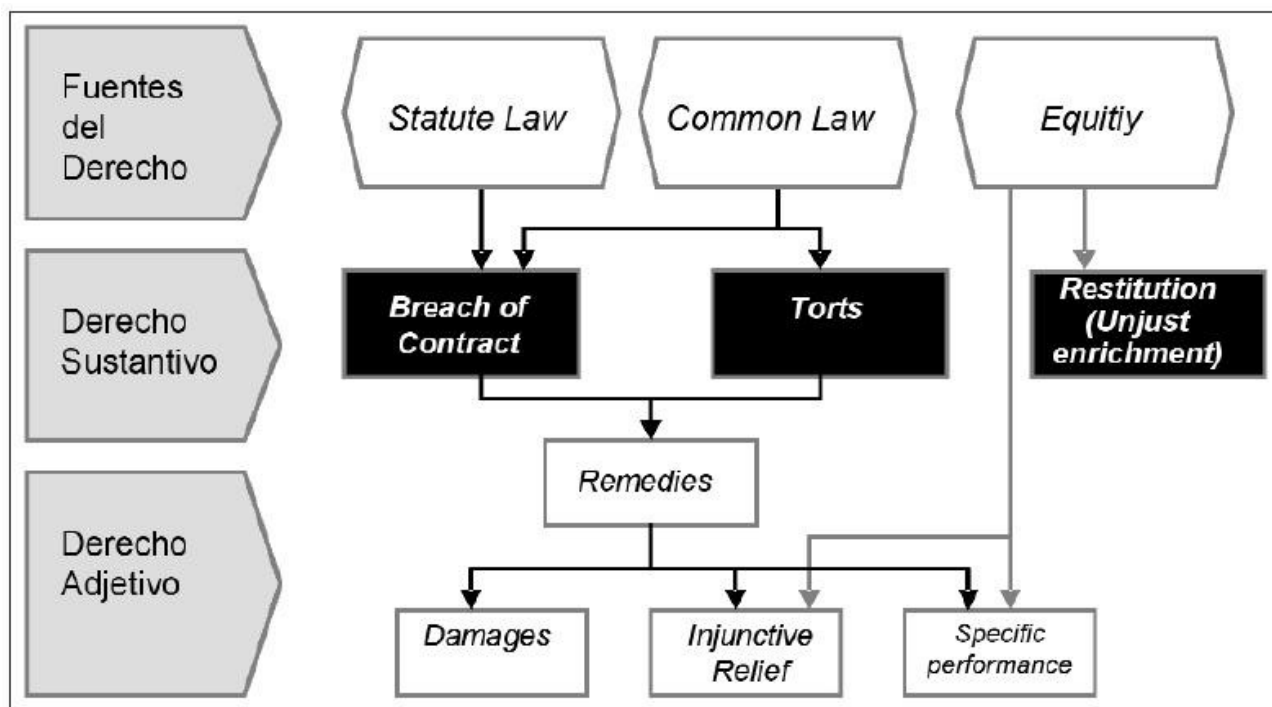 Fuentes
del
Derecho
Statute Law
Common Law
Equitiy
Derecho
Sustantivo
Breach of
Contract
Torts
Restitution
(Unjust
enrichment)
Remedies
Derecho
Adjetivo
Damages
Injunctive
Relief
Specific
performance